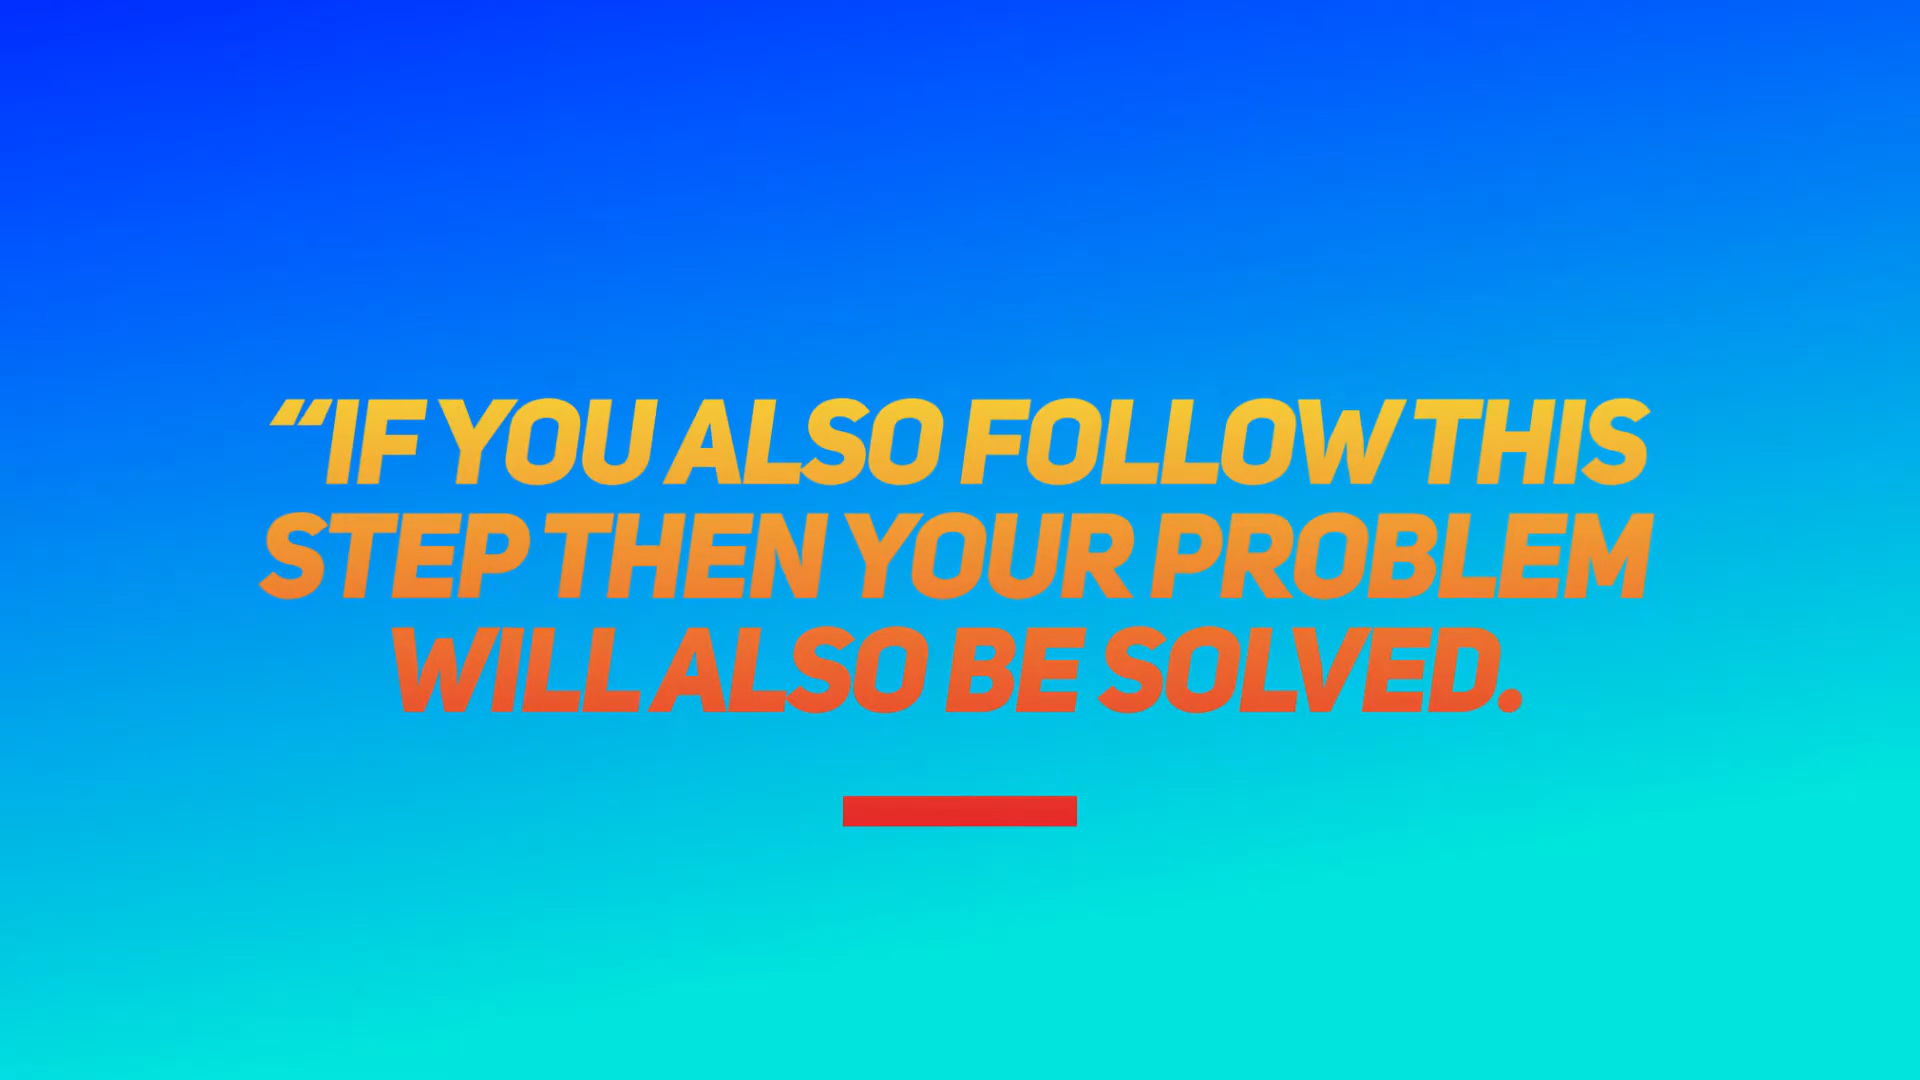 “IF YOU ALSO FOLLOW THIS
STEP THEN YOUR PROBLEM
WILL ALSO BE SOLVED.